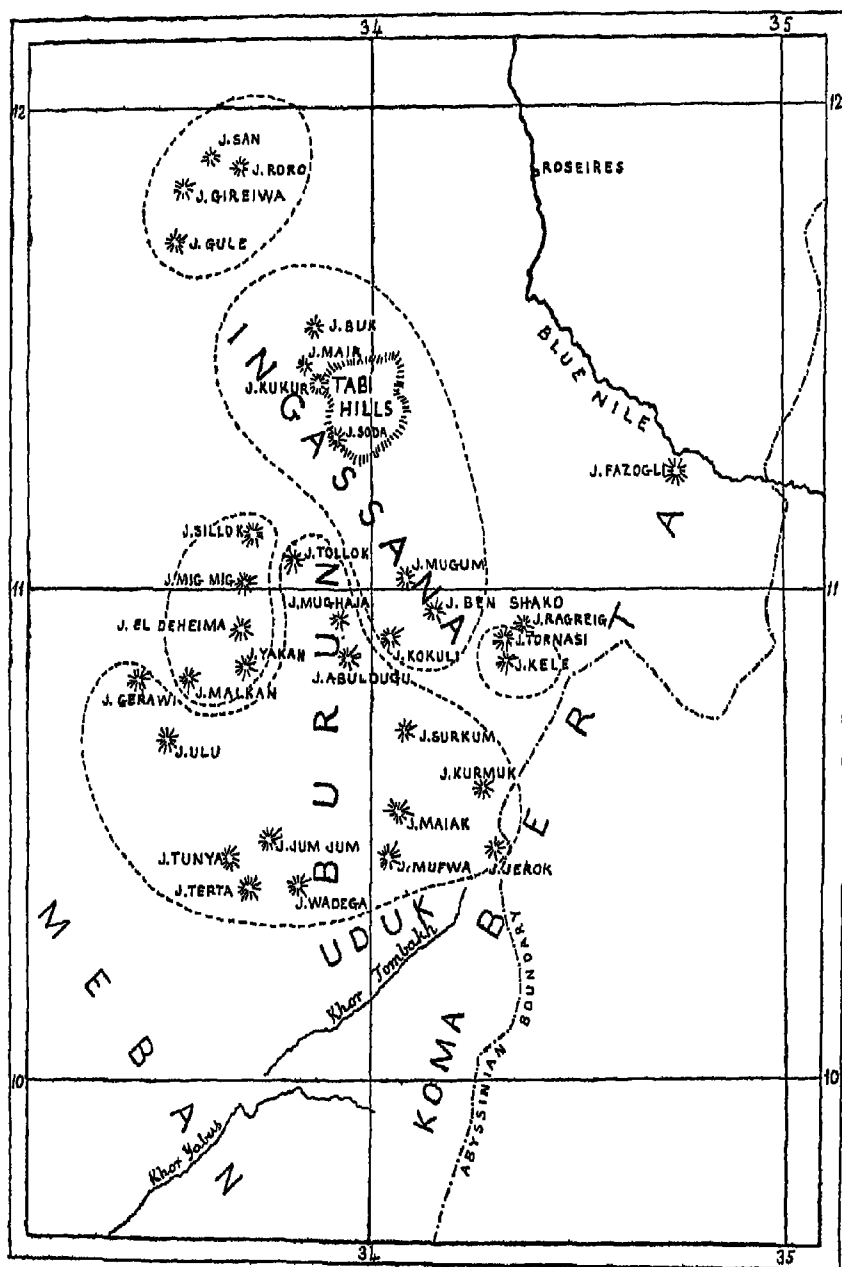 34
35
12
12
J. SAN
J. RORO
J. GIREIWA
J. GULE
ROSEIRES
INGASSANA
J. BUK
J. MAIR
J. KUKUR
TABI
HILLS
J. SODA
BLUE NILE
J. FAZOGLI
J. SILLOK
J. TOLLOK
J. MIG MIG
J. MUGUM
11
11
J. MUGHAJA
J. BEN SHAKO
J. RAGREIG
J. EL DEHEIMA
J. TORNASI
J. YAKAN
J. KOKULI
J. KELE
J. ABULDUGU
J. GERAWI
J. MALKAN
BURUN
BERTA
J. ULU
J. SURKUM
J. KURMUK
J. MAIAK
J. JUM JUM
J. TUNYA
J. MUFWA
J. JEROK
J. TERTA
J. WADEGA
UDUK
MEBAN
Khor Tombakh
KOMA
ABYSSINIAN BOUNDARY
10
10
Khor Yabus
34
35